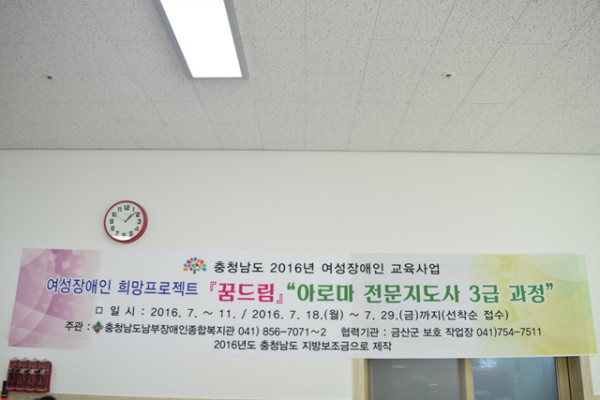 충청남도 2016년 여성장애인 교육사업
여성장애인 희망프로젝트 『꿈드림』 "아로마 전문지도사 3급 과정"
□ 일 시 : 2016. 7. ~ 11. / 2016. 7. 18.(월) ~ 7. 29.(금)까지(선착순 접수)
주관 : 충청남도남부장애인종합복지관 041) 856-7071~2 협력기관 : 금산군 보호 작업장 041)754-7511
2016년도 충청남도 지방보조금으로 제작